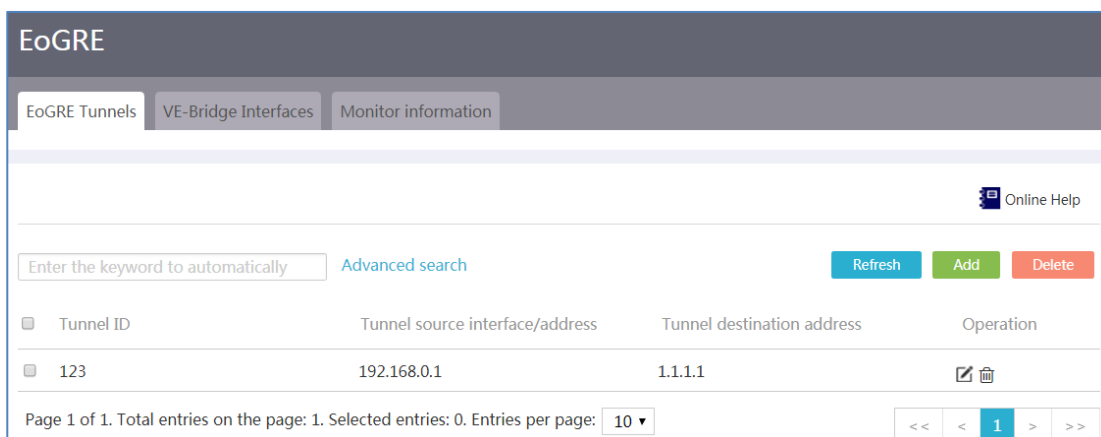 EoGRE
EoGRE Tunnels VE-Bridge Interfaces Monitor information
Online Help
Enter the keyword to automatically Advanced search Refresh Add Delete
Tunnel ID Tunnel source interface/address Tunnel destination address Operation
123 192.168.0.1 1.1.1.1
Page 1 of 1. Total entries on the page: 1. Selected entries: 0. Entries per page: 10 << < 1 > >>